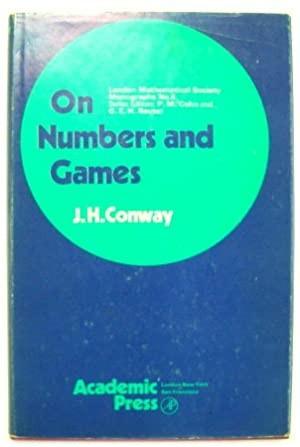 London Mathematical Society
Monographs No.6
Series Editor: P. M. Cohn and
G. E. H. Reuter
On
Numbers and
Games
J.H.Conway
Academic
Press
London New York
San Francisco